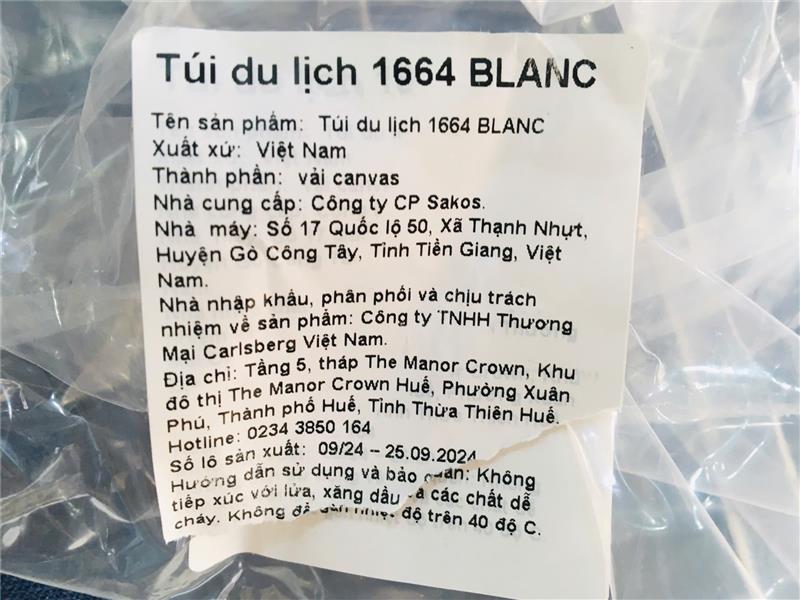 Túi du lịch 1664 BLANC
Tên sản phẩm: Túi du lịch 1664 BLANC
Xuất xứ: Việt Nam
Thành phần: vải canvas
Nhà cung cấp: Công ty CP Sakos.
Nhà máy: Số 17 Quốc lộ 50, Xã Thạnh Nhựt,
Huyện Gò Công Tây, Tỉnh Tiền Giang, Việt
Nam.
Nhà nhập khẩu, phân phối và chịu trách
nhiệm về sản phẩm: Công ty TNHH Thương
Mại Carlsberg Việt Nam.
Địa chỉ: Tầng 5, tháp The Manor Crown, Khu
đô thị The Manor Crown Huế, Phường Xuân
Phú, Thành phố Huế, Tỉnh Thừa Thiên Huế.
Hotline: 0234 3850 164
Số lô sản xuất: 09/24 – 25.09.2024
Hướng dẫn sử dụng và bảo quản: Không
tiếp xúc với lửa, xăng dầu và các chất dễ
cháy. Không để gần nhiệt độ trên 40 độ C.